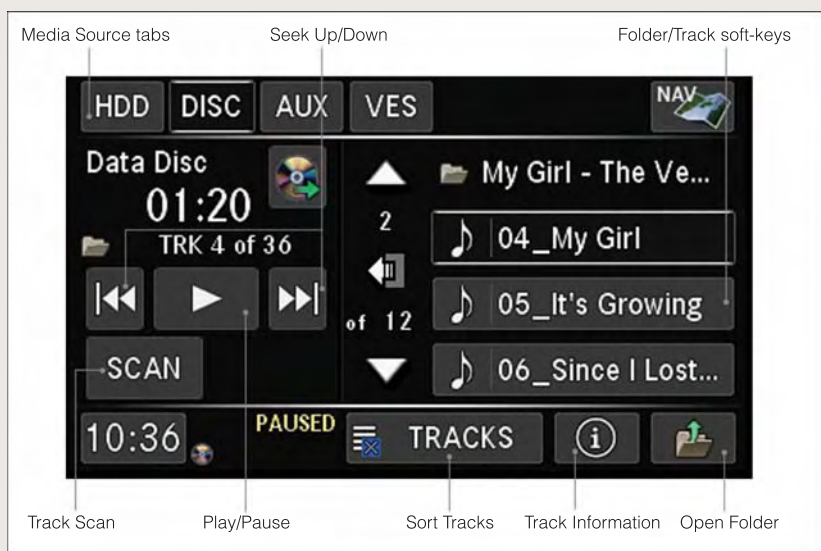 Media Source tabs
Seek Up/Down
Folder/Track soft-keys
HDD
DISC
AUX
VES
NAV
Data Disc
01:20
TRK 4 of 36
SCAN
2
of 12
My Girl - The Ve...
04_My Girl
05_It's Growing
06_Since I Lost...
10:36
PAUSED
TRACKS
i
Track Scan
Play/Pause
Sort Tracks
Track Information
Open Folder